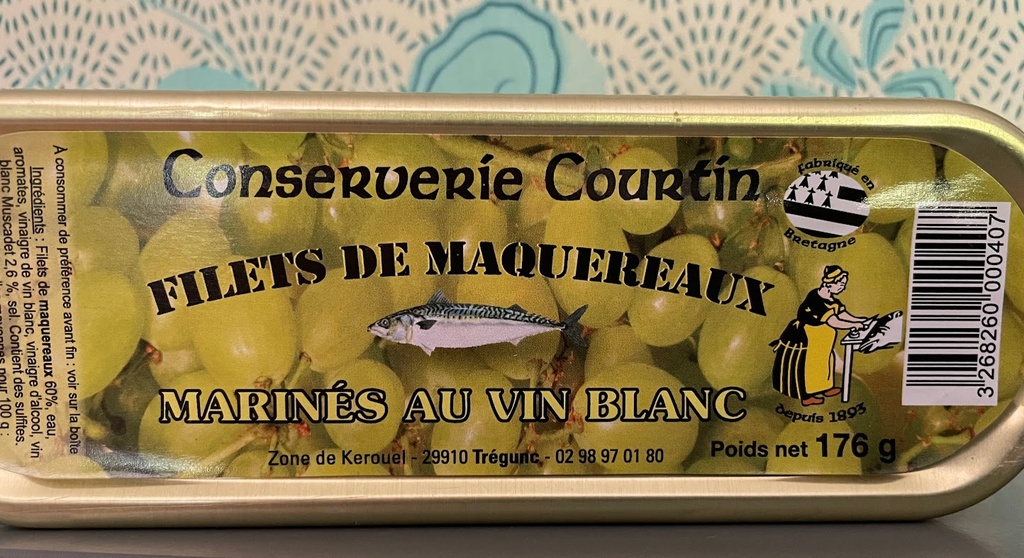 Conserverie Courtin
Fabriqué en
Bretagne
FILETS DE MAQUEREAUX
MARINÉS AU VIN BLANC
depuis 1893
Zone de Kerouel - 29910 Trégunc - 02 98 97 01 80
Poids net 176 g
3 268260 000407
À consommer de préférence avant fin : voir sur la boîte
Ingrédients : Filets de maquereaux 60%, eau,
aromates, vinaigre de vin blanc, vinaigre d'alcool, vin
blanc Muscadet 2,6 %, sel. Contient des sulfites.
pour 100 g :